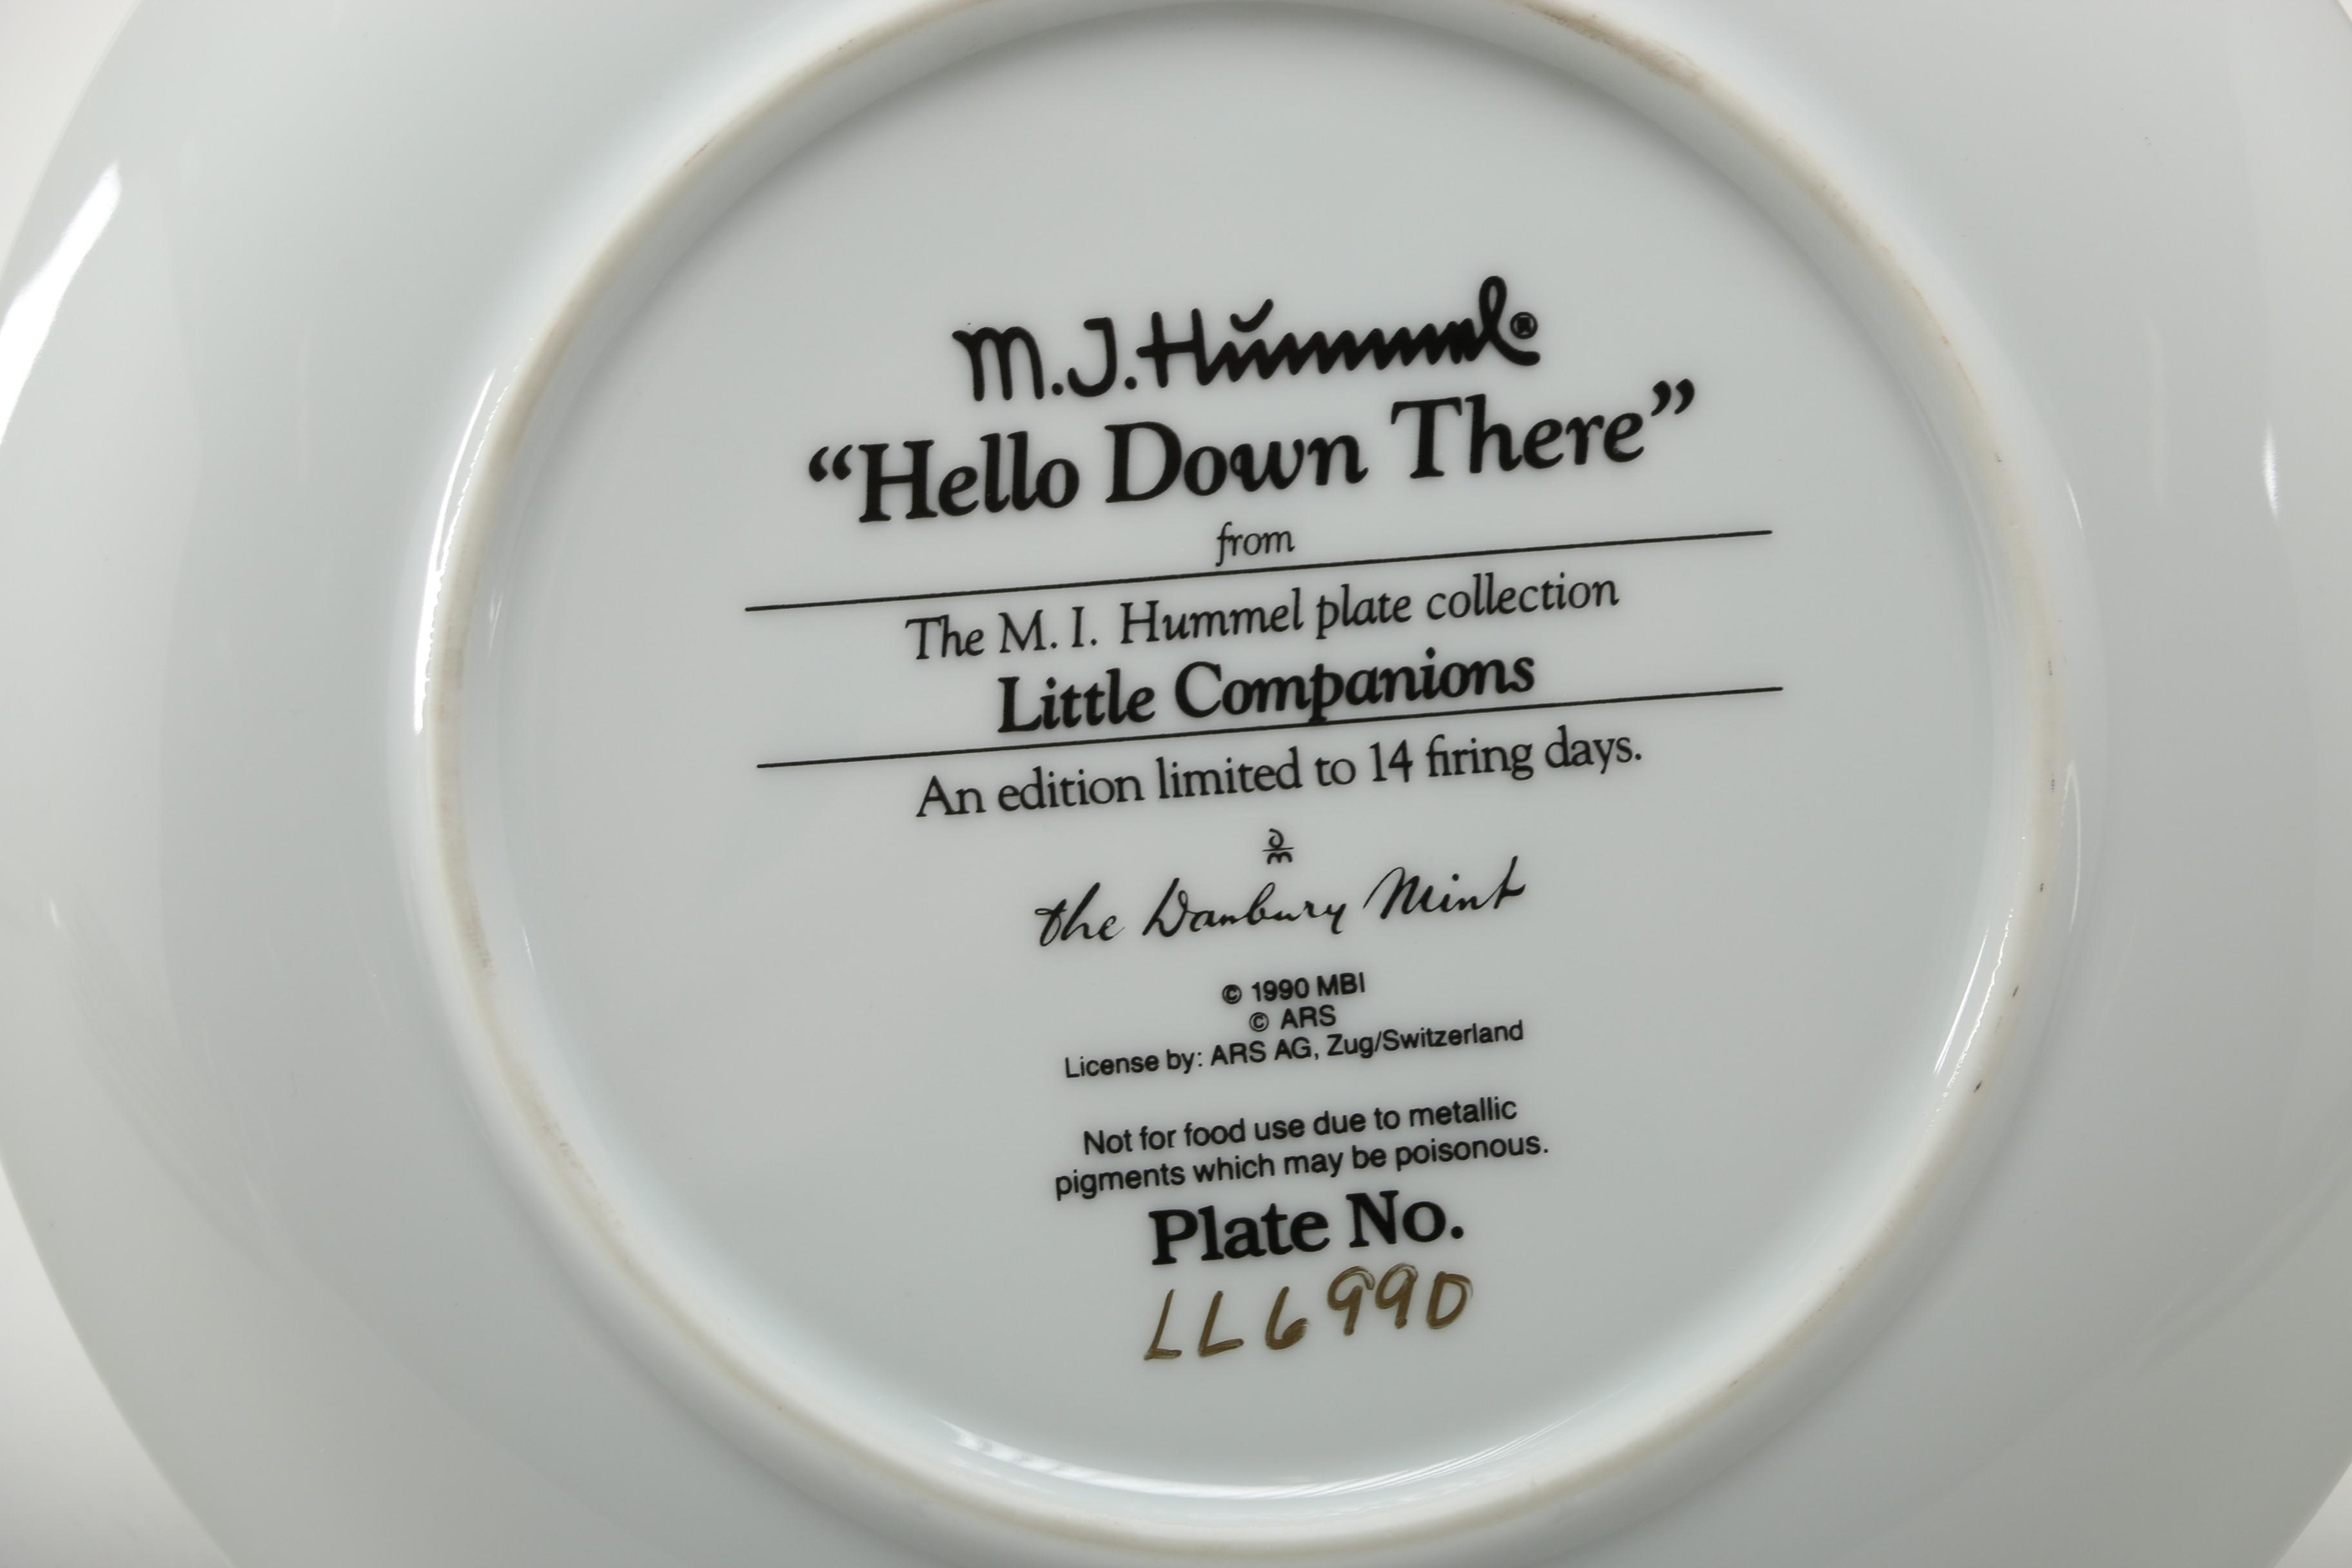 M.J. Hummel®
“Hello Down There”
from
The M. I. Hummel plate collection
Little Companions
An edition limited to 14 firing days.
dm
the Danbury Mint
© 1990 MBI
© ARS
License by: ARS AG, Zug/Switzerland
Not for food use due to metallic
pigments which may be poisonous.
Plate No.
LL6990